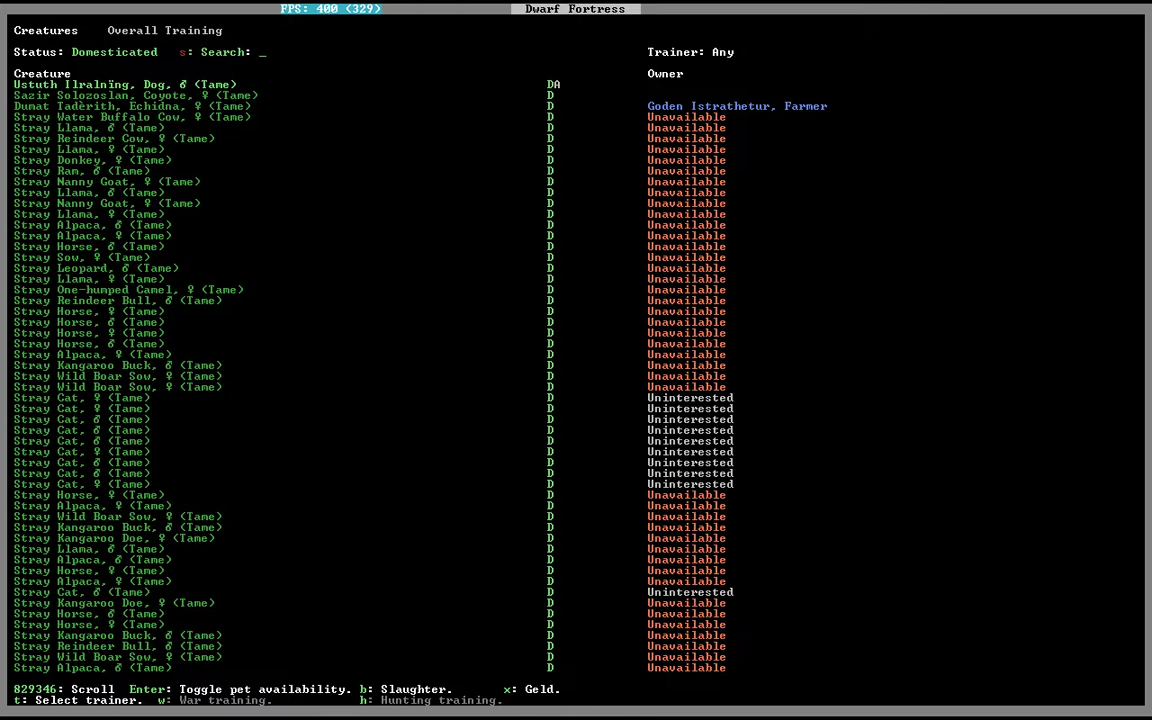 FPS: 400 (329) Dwarf Fortress
Creatures Overall Training
Status: Domesticated s: Search: _ Trainer: Any
Creature Owner
Ustuth Ilralnïng, Dog, ♂ (Tame) DA
Sazir Solozoslan, Coyote, ♀ (Tame) D
Dumat Tadèrith, Echidna, ♀ (Tame) D Goden Istrathetur, Farmer
Stray Water Buffalo Cow, ♀ (Tame) D Unavailable
Stray Llama, ♂ (Tame) D Unavailable
Stray Reindeer Cow, ♀ (Tame) D Unavailable
Stray Llama, ♀ (Tame) D Unavailable
Stray Donkey, ♀ (Tame) D Unavailable
Stray Ram, ♂ (Tame) D Unavailable
Stray Nanny Goat, ♀ (Tame) D Unavailable
Stray Llama, ♂ (Tame) D Unavailable
Stray Nanny Goat, ♀ (Tame) D Unavailable
Stray Llama, ♀ (Tame) D Unavailable
Stray Alpaca, ♂ (Tame) D Unavailable
Stray Alpaca, ♀ (Tame) D Unavailable
Stray Horse, ♂ (Tame) D Unavailable
Stray Sow, ♀ (Tame) D Unavailable
Stray Leopard, ♂ (Tame) D Unavailable
Stray Llama, ♀ (Tame) D Unavailable
Stray One-humped Camel, ♀ (Tame) D Unavailable
Stray Reindeer Bull, ♂ (Tame) D Unavailable
Stray Horse, ♀ (Tame) D Unavailable
Stray Horse, ♂ (Tame) D Unavailable
Stray Horse, ♀ (Tame) D Unavailable
Stray Horse, ♂ (Tame) D Unavailable
Stray Alpaca, ♀ (Tame) D Unavailable
Stray Kangaroo Buck, ♂ (Tame) D Unavailable
Stray Wild Boar Sow, ♀ (Tame) D Unavailable
Stray Wild Boar Sow, ♀ (Tame) D Unavailable
Stray Cat, ♀ (Tame) D Uninterested
Stray Cat, ♀ (Tame) D Uninterested
Stray Cat, ♂ (Tame) D Uninterested
Stray Cat, ♂ (Tame) D Uninterested
Stray Cat, ♂ (Tame) D Uninterested
Stray Cat, ♀ (Tame) D Uninterested
Stray Cat, ♂ (Tame) D Uninterested
Stray Cat, ♂ (Tame) D Uninterested
Stray Cat, ♀ (Tame) D Uninterested
Stray Horse, ♀ (Tame) D Unavailable
Stray Alpaca, ♀ (Tame) D Unavailable
Stray Wild Boar Sow, ♀ (Tame) D Unavailable
Stray Kangaroo Buck, ♂ (Tame) D Unavailable
Stray Kangaroo Doe, ♀ (Tame) D Unavailable
Stray Llama, ♂ (Tame) D Unavailable
Stray Alpaca, ♂ (Tame) D Unavailable
Stray Horse, ♀ (Tame) D Unavailable
Stray Alpaca, ♀ (Tame) D Unavailable
Stray Cat, ♂ (Tame) D Uninterested
Stray Kangaroo Doe, ♀ (Tame) D Unavailable
Stray Horse, ♂ (Tame) D Unavailable
Stray Horse, ♀ (Tame) D Unavailable
Stray Kangaroo Buck, ♂ (Tame) D Unavailable
Stray Reindeer Bull, ♂ (Tame) D Unavailable
Stray Wild Boar Sow, ♀ (Tame) D Unavailable
Stray Alpaca, ♂ (Tame) D Unavailable
829346: Scroll Enter: Toggle pet availability. b: Slaughter. x: Geld.
t: Select trainer. w: War training. h: Hunting training.